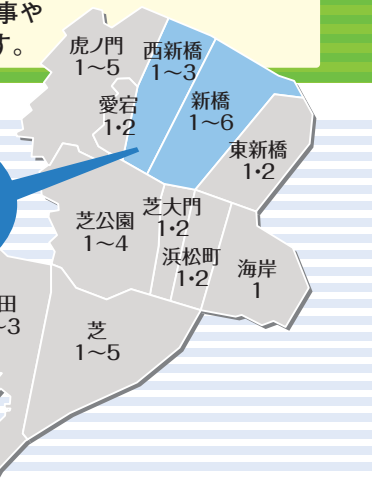 事や
す。
虎ノ門
1～5
西新橋
1～3
愛宕
1・2
新橋
1～6
東新橋
1・2
芝公園
1～4
芝大門
1・2
浜松町
1・2
海岸
1
田
～3
芝
1～5